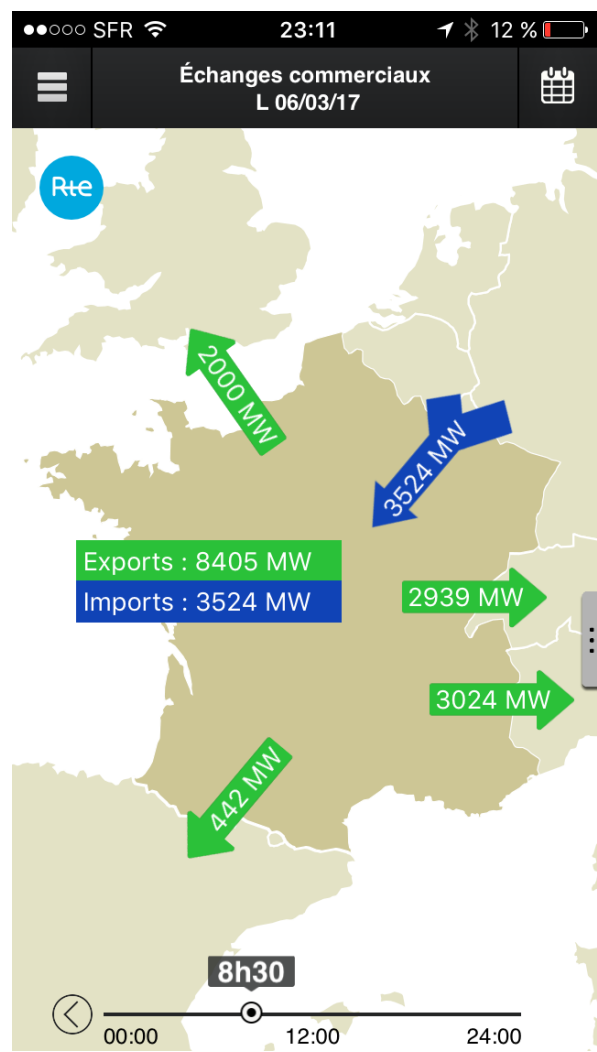 SFR 23:11 12 %
Échanges commerciaux
L 06/03/17
Rte
2000 MW
3524 MW
Exports : 8405 MW
Imports : 3524 MW
2939 MW
3024 MW
442 MW
8h30
00:00 12:00 24:00